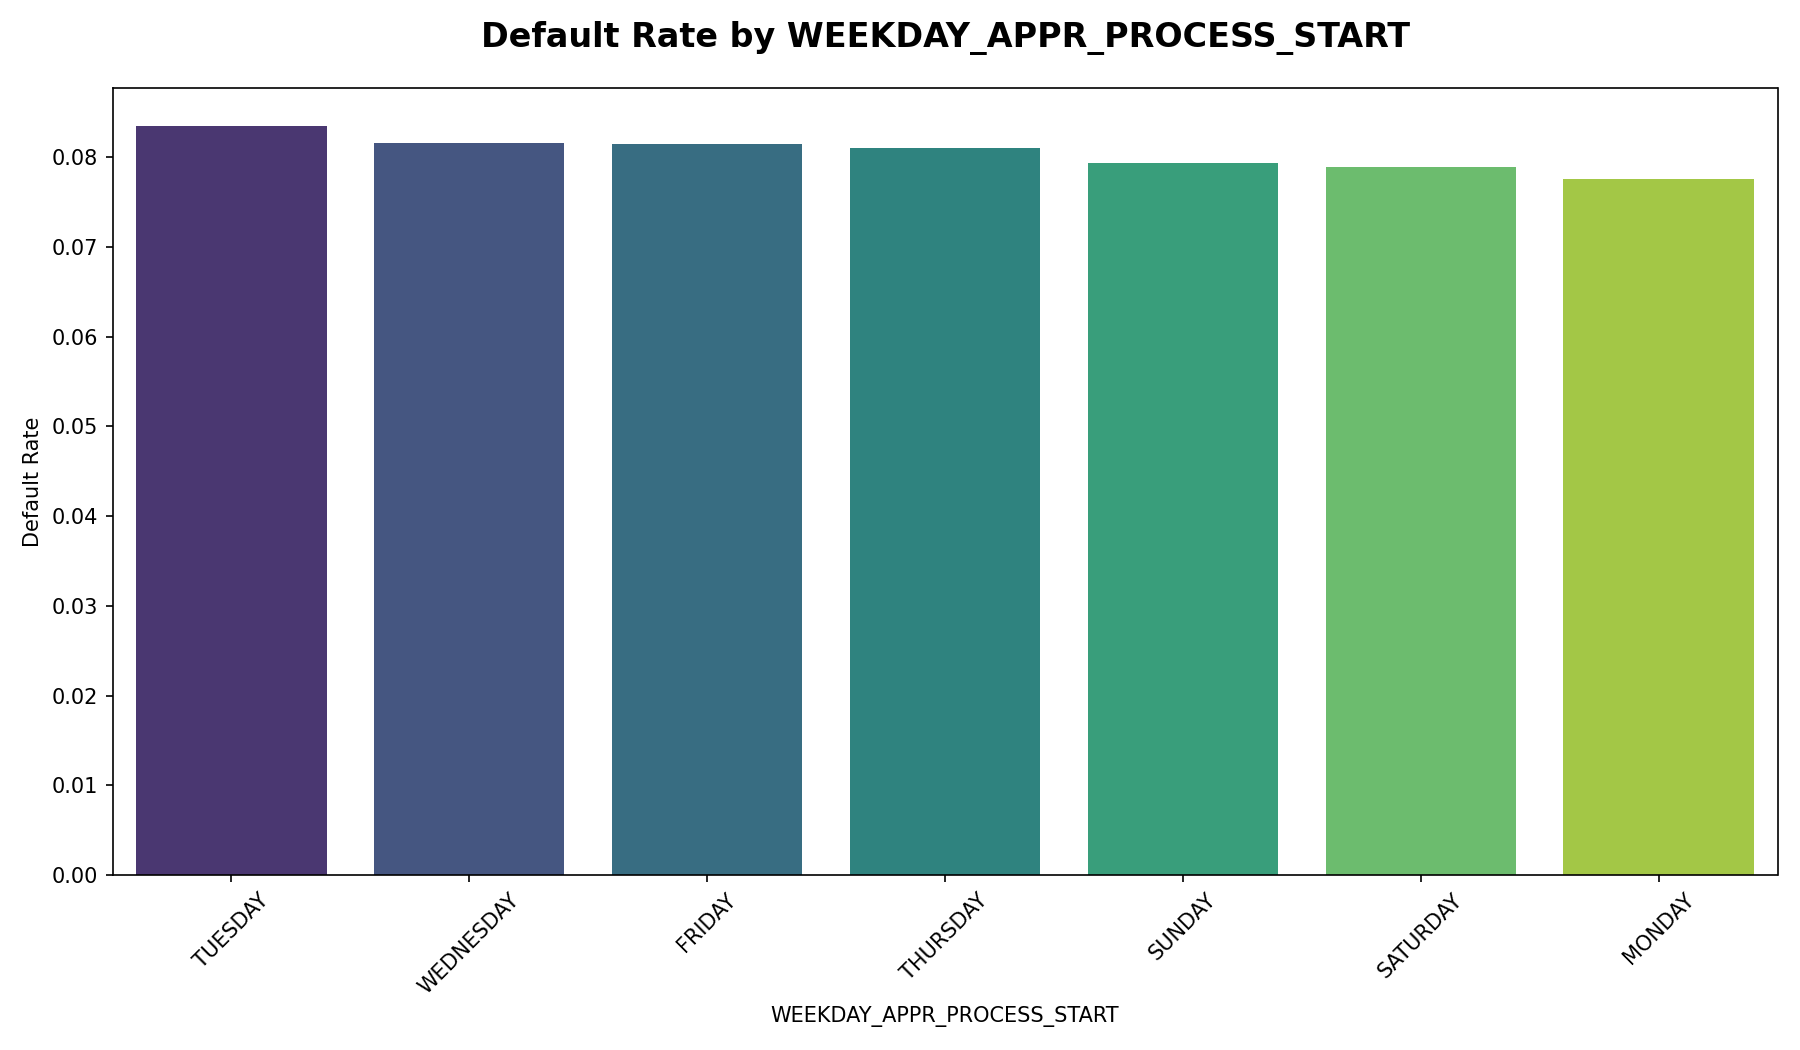 Default Rate by WEEKDAY_APPR_PROCESS_START
Default Rate
0.08
0.07
0.06
0.05
0.04
0.03
0.02
0.01
0.00
TUESDAY
WEDNESDAY
FRIDAY
THURSDAY
SUNDAY
SATURDAY
MONDAY
WEEKDAY_APPR_PROCESS_START